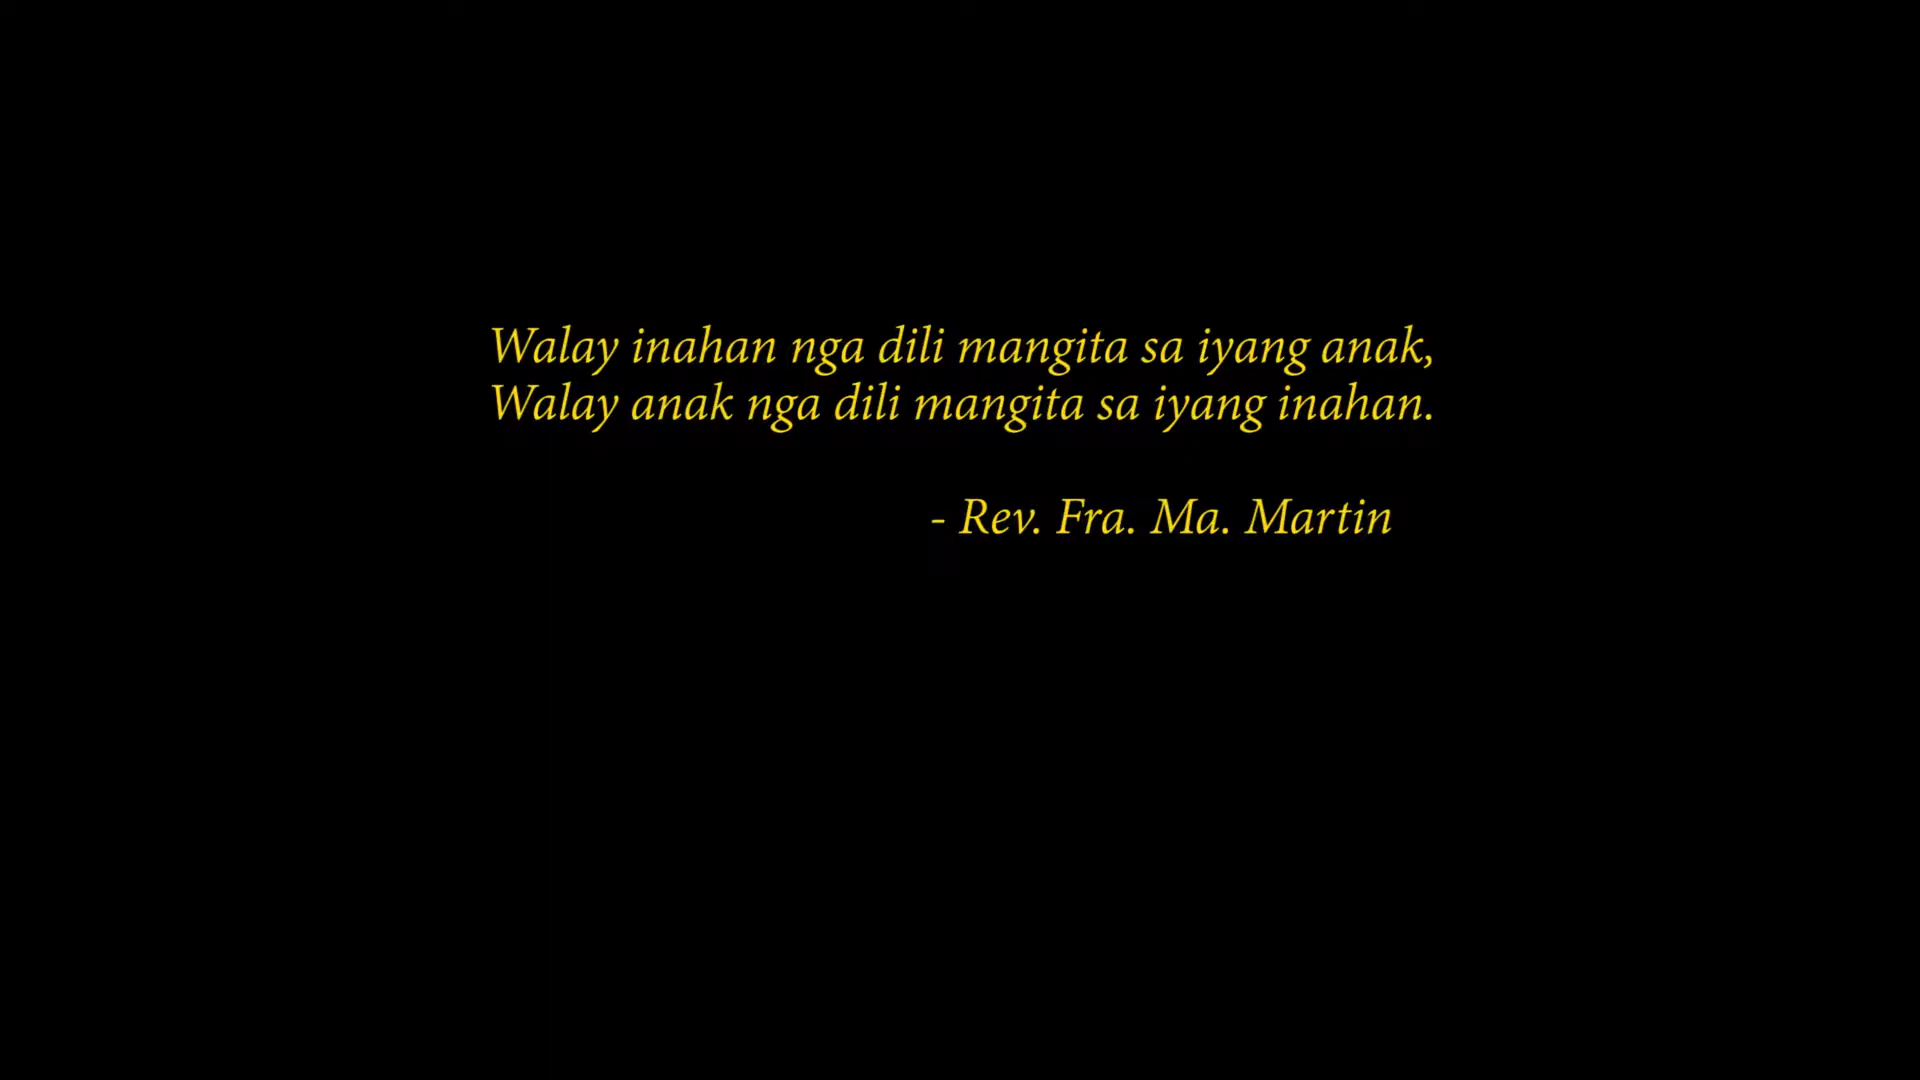 Walay inahan nga dili mangita sa iyang anak,
Walay anak nga dili mangita sa iyang inahan.
- Rev. Fra. Ma. Martin